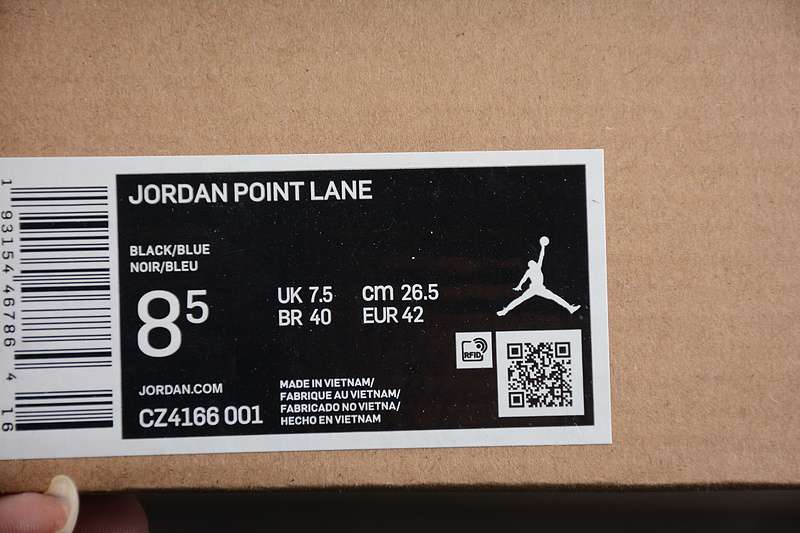 JORDAN POINT LANE
BLACK/BLUE
NOIR/BLEU
8 5
UK 7.5 cm 26.5
BR 40 EUR 42
RFID
JORDAN.COM
CZ4166 001
MADE IN VIETNAM/
FABRIQUE AU VIETNAM/
FABRICADO NO VIETNA/
HECHO EN VIETNAM
1 93154 46786 4 16